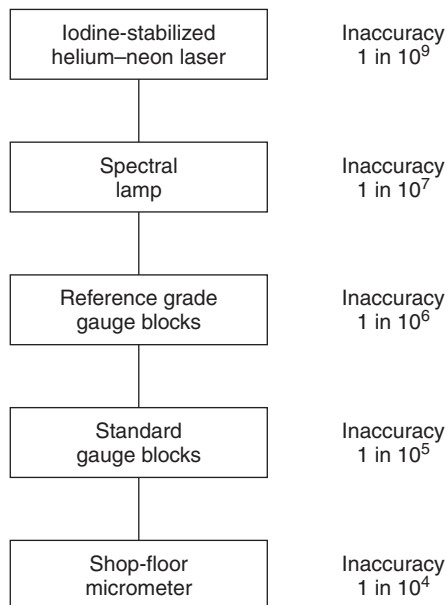 Iodine-stabilized
helium–neon laser
Inaccuracy
1 in 10⁹
Spectral
lamp
Inaccuracy
1 in 10⁷
Reference grade
gauge blocks
Inaccuracy
1 in 10⁶
Standard
gauge blocks
Inaccuracy
1 in 10⁵
Shop-floor
micrometer
Inaccuracy
1 in 10⁴